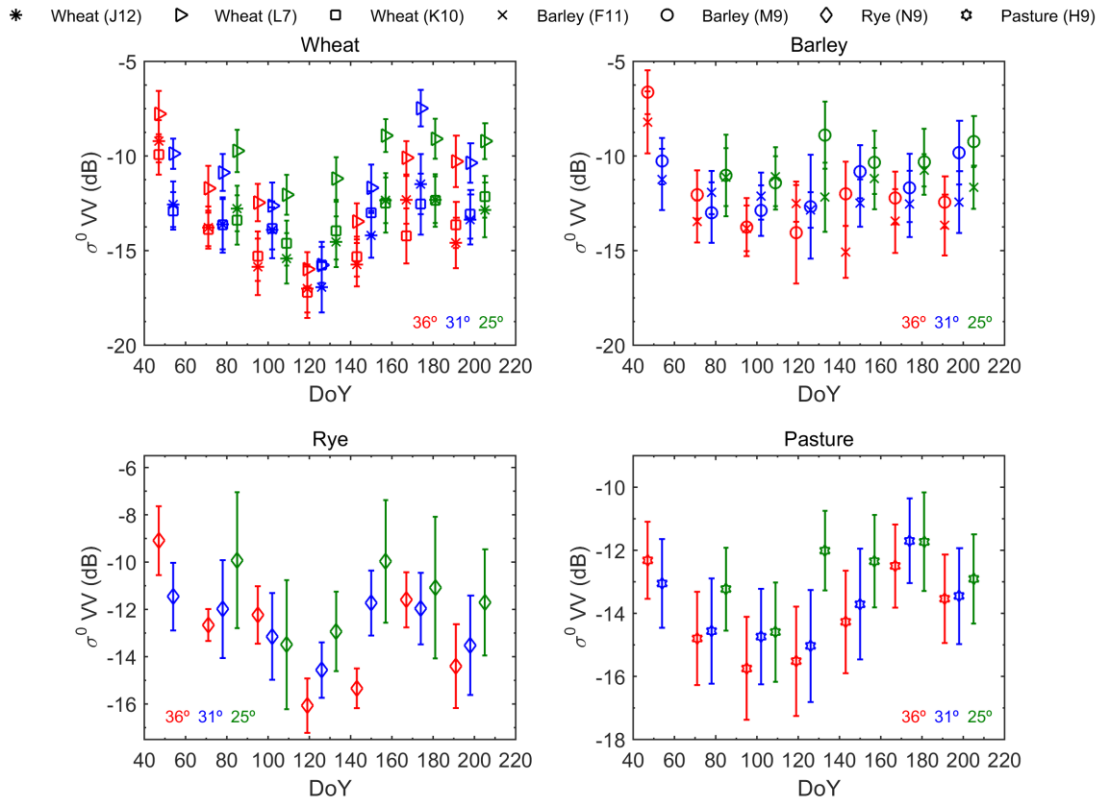 Wheat (J12) Wheat (L7) Wheat (K10) Barley (F11) Barley (M9) Rye (N9) Pasture (H9)
Wheat
-5
-10
-15
-20
σ⁰ VV (dB)
36º 31º 25º
40 60 80 100 120 140 160 180 200 220
DoY
Barley
-5
-10
-15
-20
σ⁰ VV (dB)
36º 31º 25º
40 60 80 100 120 140 160 180 200 220
DoY
Rye
-6
-8
-10
-12
-14
-16
σ⁰ VV (dB)
36º 31º 25º
40 60 80 100 120 140 160 180 200 220
DoY
Pasture
-10
-12
-14
-16
-18
σ⁰ VV (dB)
36º 31º 25º
40 60 80 100 120 140 160 180 200 220
DoY